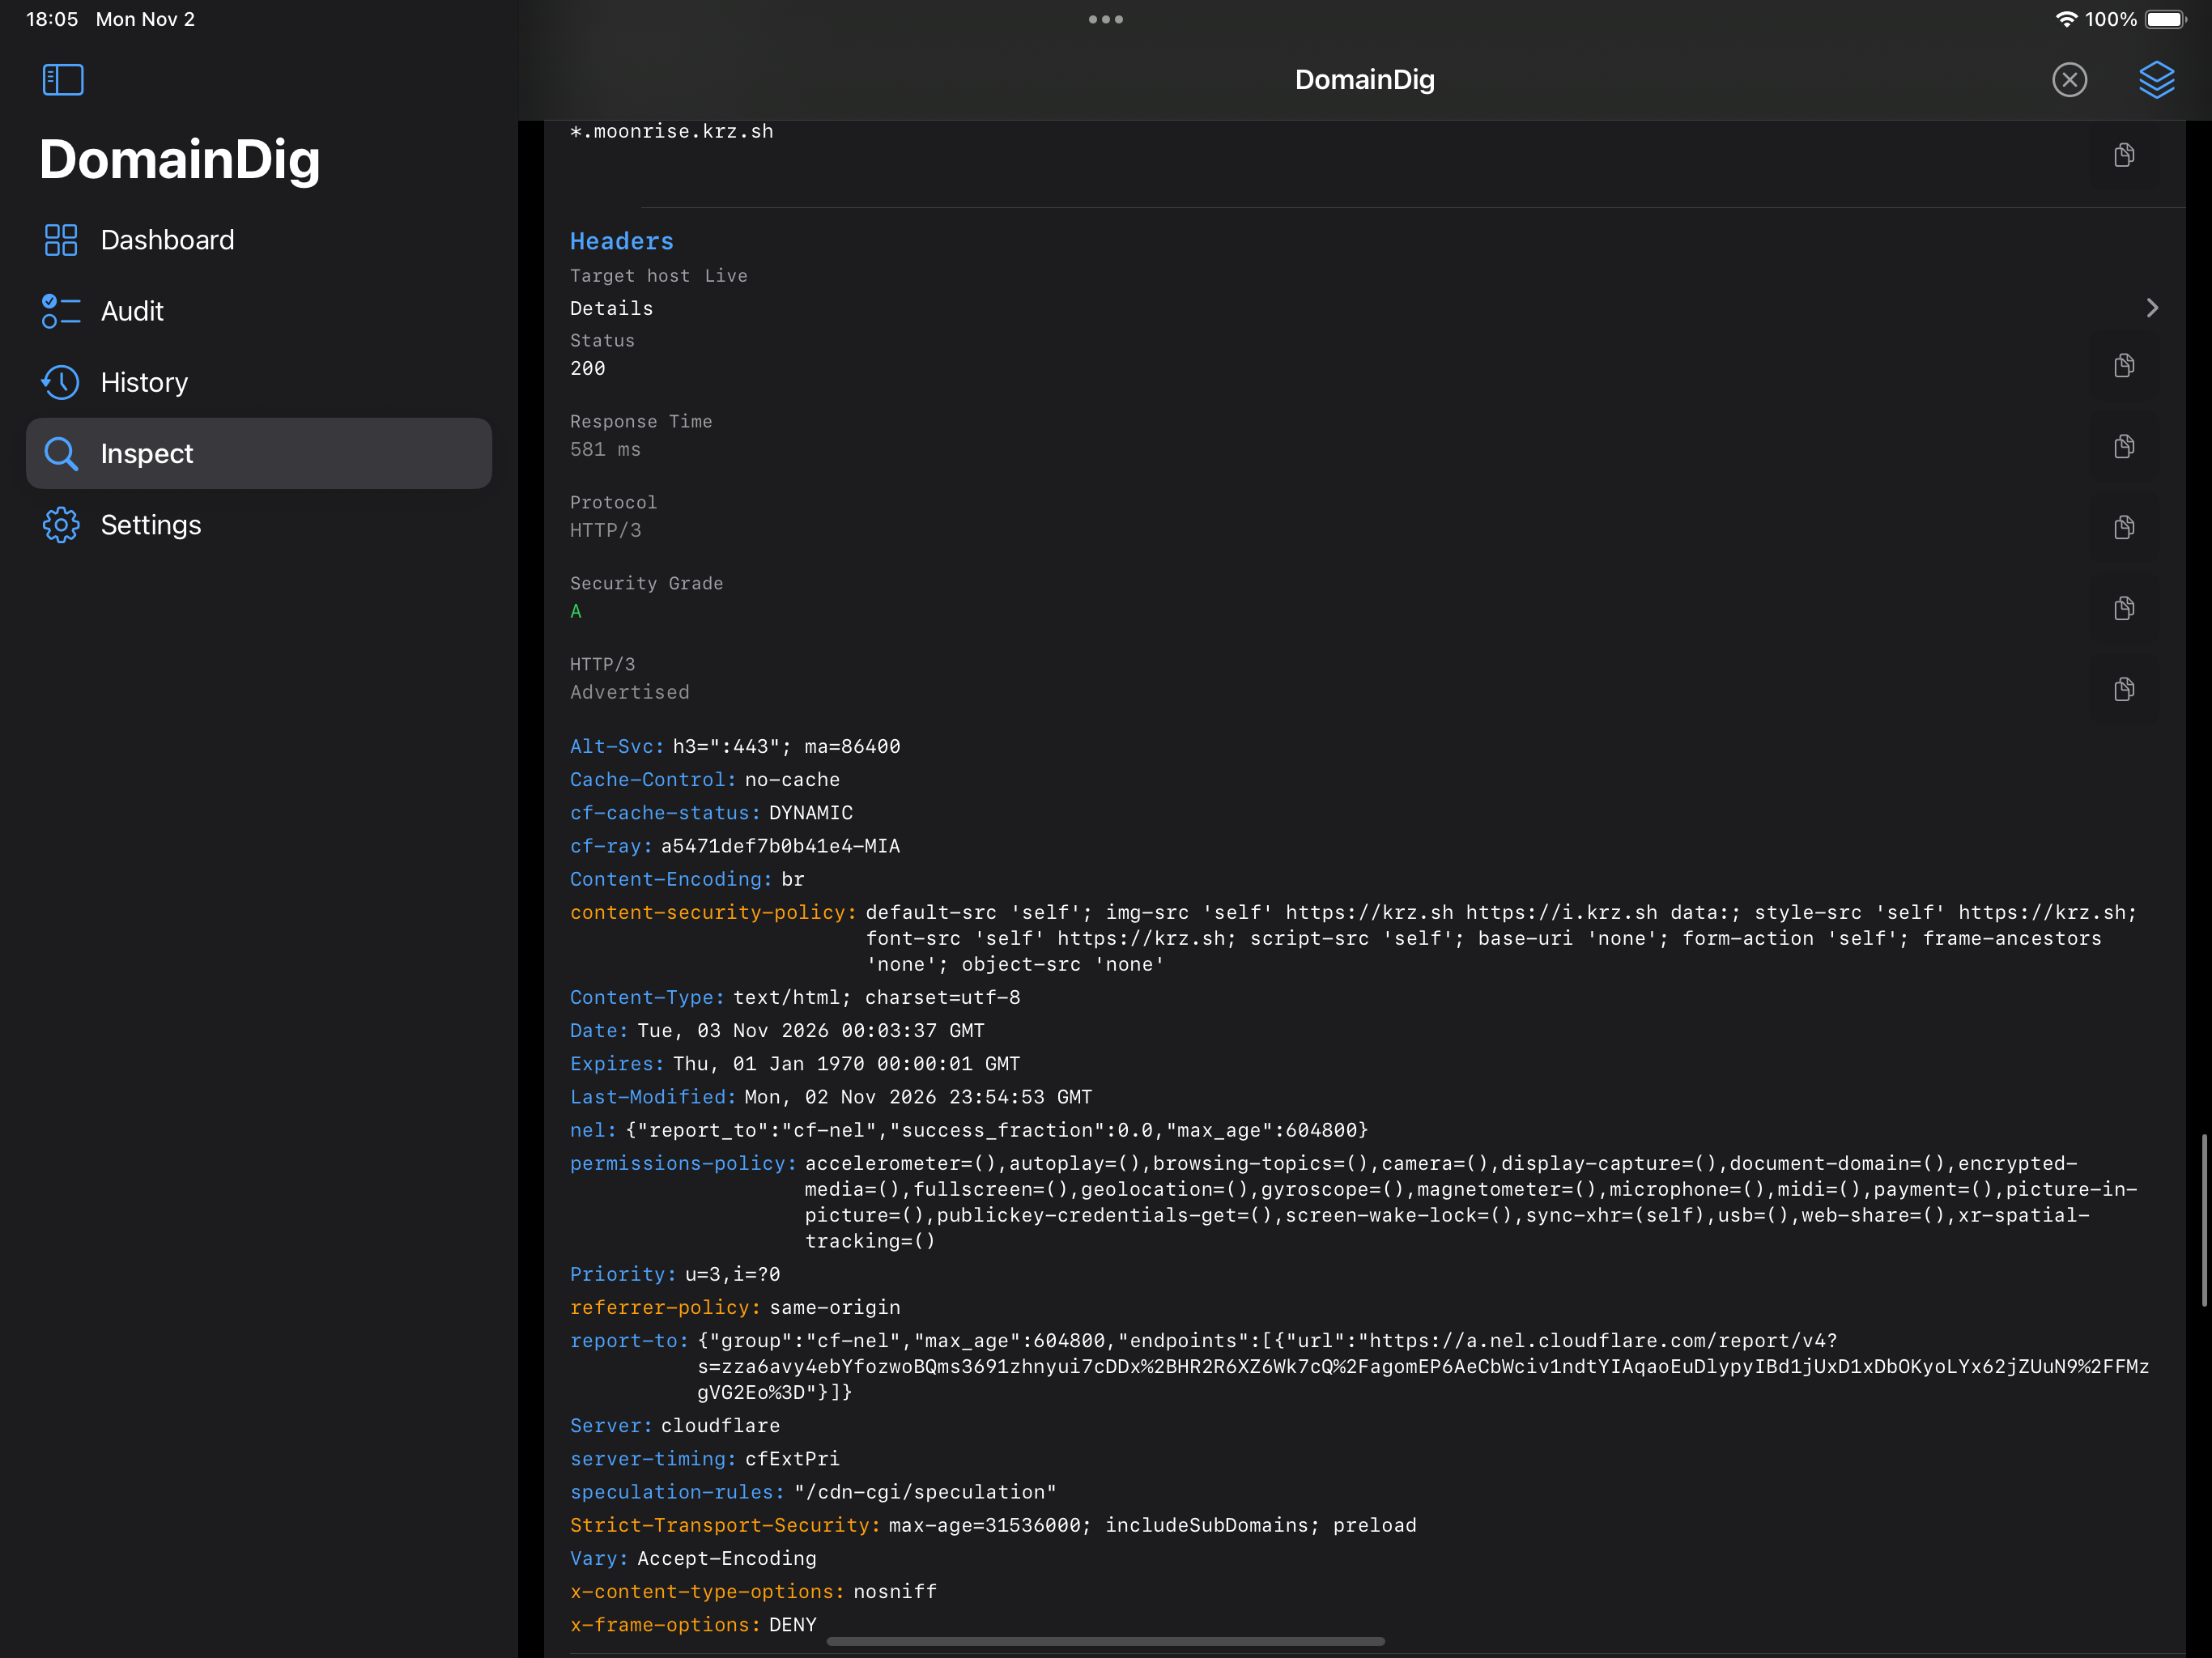 18:05 Mon Nov 2
100%
DomainDig
DomainDig
Dashboard
Audit
History
Inspect
Settings
*.moonrise.krz.sh
Headers
Target host Live
Details
Status
200
Response Time
581 ms
Protocol
HTTP/3
Security Grade
A
HTTP/3
Advertised
Alt-Svc: h3=":443"; ma=86400
Cache-Control: no-cache
cf-cache-status: DYNAMIC
cf-ray: a5471def7b0b41e4-MIA
Content-Encoding: br
content-security-policy: default-src 'self'; img-src 'self' https://krz.sh https://i.krz.sh data:; style-src 'self' https://krz.sh;
font-src 'self' https://krz.sh; script-src 'self'; base-uri 'none'; form-action 'self'; frame-ancestors
'none'; object-src 'none'
Content-Type: text/html; charset=utf-8
Date: Tue, 03 Nov 2026 00:03:37 GMT
Expires: Thu, 01 Jan 1970 00:00:01 GMT
Last-Modified: Mon, 02 Nov 2026 23:54:53 GMT
nel: {"report_to":"cf-nel","success_fraction":0.0,"max_age":604800}
permissions-policy: accelerometer=(),autoplay=(),browsing-topics=(),camera=(),display-capture=(),document-domain=(),encrypted-
media=(),fullscreen=(),geolocation=(),gyroscope=(),magnetometer=(),microphone=(),midi=(),payment=(),picture-in-
picture=(),publickey-credentials-get=(),screen-wake-lock=(),sync-xhr=(self),usb=(),web-share=(),xr-spatial-
tracking=()
Priority: u=3,i=?0
referrer-policy: same-origin
report-to: {"group":"cf-nel","max_age":604800,"endpoints":[{"url":"https://a.nel.cloudflare.com/report/v4?
s=zza6avy4ebYfozwoBQms3691zhnyui7cDDx%2BHR2R6XZ6Wk7cQ%2FagomEP6AeCbWciv1ndtYIAqaoEuDlypyIBd1jUxD1xDbOKyoLYx62jZUuN9%2FFMz
gVG2Eo%3D"}]}
Server: cloudflare
server-timing: cfExtPri
speculation-rules: "/cdn-cgi/speculation"
Strict-Transport-Security: max-age=31536000; includeSubDomains; preload
Vary: Accept-Encoding
x-content-type-options: nosniff
x-frame-options: DENY